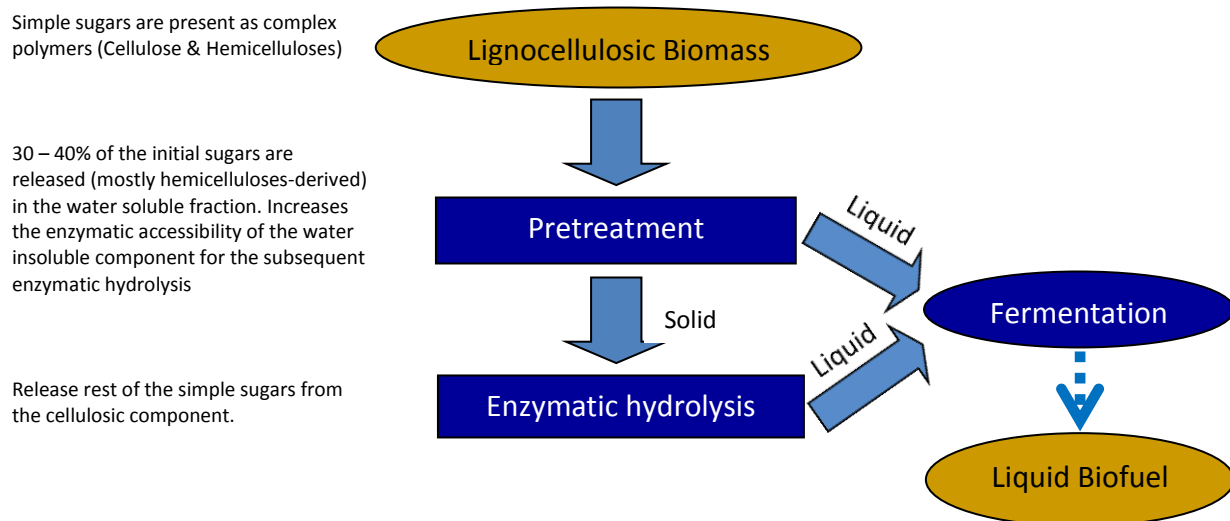 Simple sugars are present as complex
polymers (Cellulose & Hemicelluloses)
Lignocellulosic Biomass
30 – 40% of the initial sugars are
released (mostly hemicelluloses-derived)
in the water soluble fraction. Increases
the enzymatic accessibility of the water
insoluble component for the subsequent
enzymatic hydrolysis
Pretreatment
Liquid
Solid
Fermentation
Liquid
Release rest of the simple sugars from
the cellulosic component.
Enzymatic hydrolysis
Liquid Biofuel